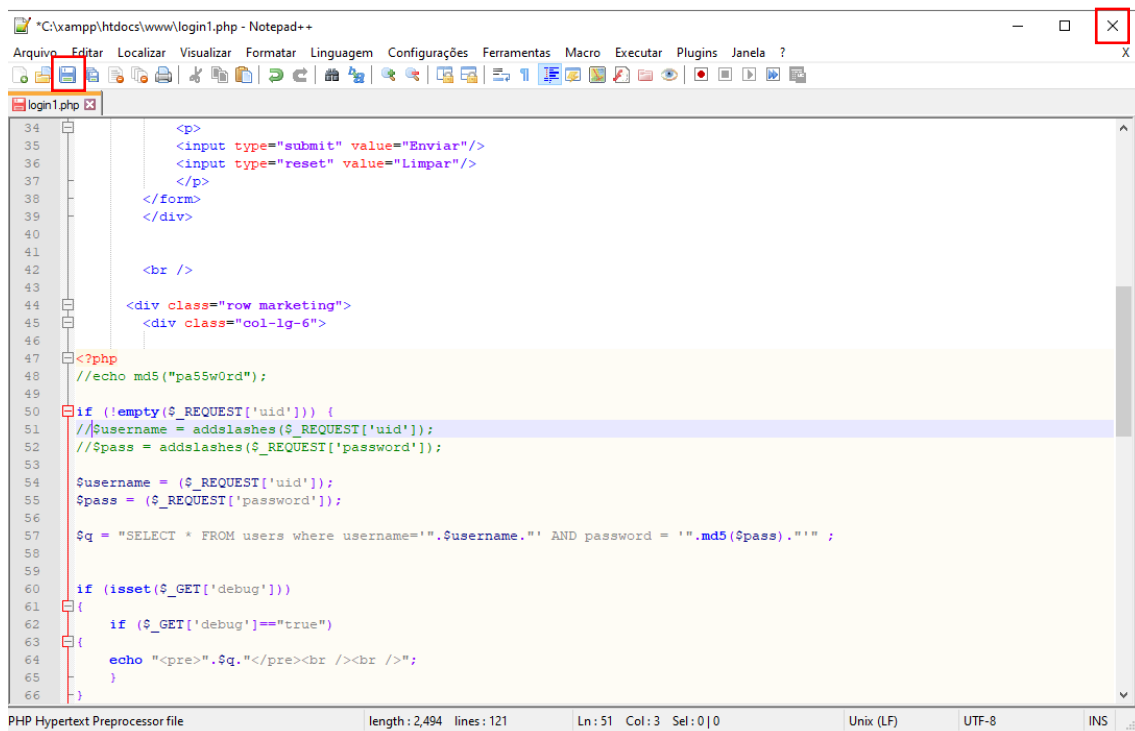 *C:\xampp\htdocs\www\login1.php - Notepad++
Arquivo Editar Localizar Visualizar Formatar Linguagem Configurações Ferramentas Macro Executar Plugins Janela ? X
login1.php
34 <p>
35 <input type="submit" value="Enviar"/>
36 <input type="reset" value="Limpar"/>
37 </p>
38 </form>
39 </div>
40
41
42 <br />
43
44 <div class="row marketing">
45 <div class="col-lg-6">
46
47 <?php
48 //echo md5("pa55w0rd");
49
50 if (!empty($_REQUEST['uid'])) {
51 //$username = addslashes($_REQUEST['uid']);
52 //$pass = addslashes($_REQUEST['password']);
53
54 $username = ($_REQUEST['uid']);
55 $pass = ($_REQUEST['password']);
56
57 $q = "SELECT * FROM users where username='".$username."' AND password = '".md5($pass)."'" ;
58
59
60 if (isset($_GET['debug']))
61 {
62 if ($_GET['debug']=="true")
63 {
64 echo "<pre>".$q."</pre><br /><br />";
65 }
66 }
PHP Hypertext Preprocessor file length : 2,494 lines : 121 Ln : 51 Col : 3 Sel : 0 | 0 Unix (LF) UTF-8 INS